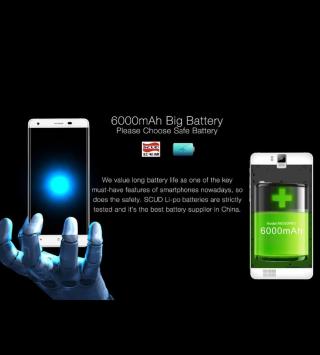 6000mAh Big Battery
Please Choose Safe Battery
We value long battery life as one of the key
must-have features of smartphones nowadays, so
does the safely. SCUD Li-po batteries are strictly
tested and it's the best battery supplier in China.
6000mAh